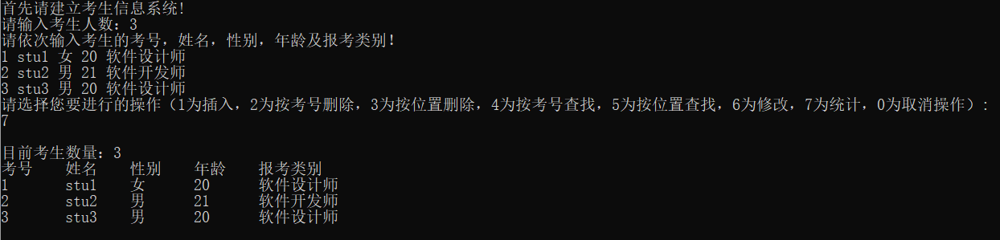 首先请建立考生信息系统!
请输入考生人数：3
请依次输入考生的考号，姓名，性别，年龄及报考类别！
1 stu1 女 20 软件设计师
2 stu2 男 21 软件开发师
3 stu3 男 20 软件设计师
请选择您要进行的操作（1为插入，2为按考号删除，3为按位置删除，4为按考号查找，5为按位置查找，6为修改，7为统计，0为取消操作）：
7
目前考生数量：3
考号 姓名 性别 年龄 报考类别
1 stu1 女 20 软件设计师
2 stu2 男 21 软件开发师
3 stu3 男 20 软件设计师